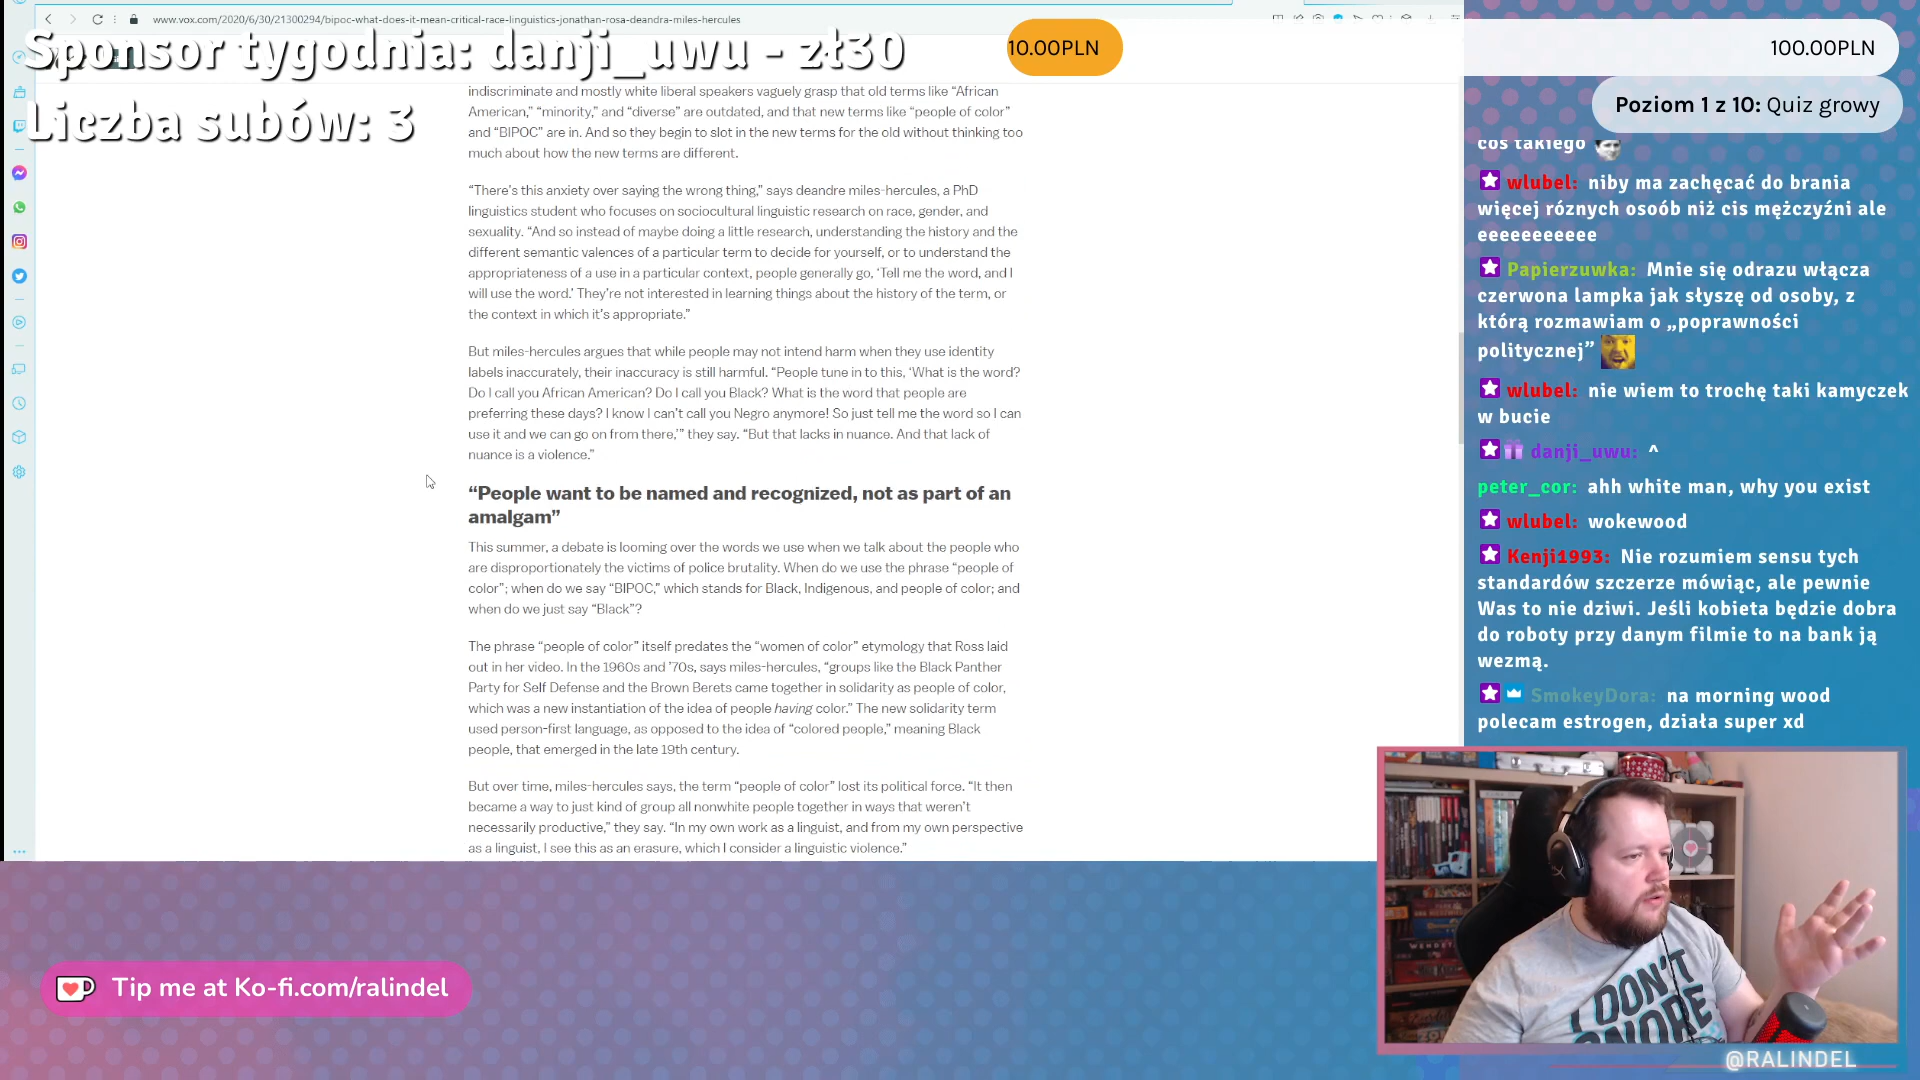 www.vox.com/2020/6/30/21300294/bipoc-what-does-it-mean-critical-race-linguistics-jonathan-rosa-deandra-miles-hercules
Sponsor tygodnia: danji_uwu - zł30
Liczba subów: 3
10.00PLN
100.00PLN
Poziom 1 z 10: Quiz growy
indiscriminate and mostly white liberal speakers vaguely grasp that old terms like “African
American,” “minority,” and “diverse” are outdated, and that new terms like “people of color”
and “BIPOC” are in. And so they begin to slot in the new terms for the old without thinking too
much about how the new terms are different.
“There’s this anxiety over saying the wrong thing,” says deandre miles-hercules, a PhD
linguistics student who focuses on sociocultural linguistic research on race, gender, and
sexuality. “And so instead of maybe doing a little research, understanding the history and the
different semantic valences of a particular term to decide for yourself, or to understand the
appropriateness of a use in a particular context, people generally go, ‘Tell me the word, and I
will use the word.’ They’re not interested in learning things about the history of the term, or
the context in which it’s appropriate.”
But miles-hercules argues that while people may not intend harm when they use identity
labels inaccurately, their inaccuracy is still harmful. “People tune in to this, ‘What is the word?
Do I call you African American? Do I call you Black? What is the word that people are
preferring these days? I know I can’t call you Negro anymore! So just tell me the word so I can
use it and we can go on from there,’” they say. “But that lacks in nuance. And that lack of
nuance is a violence.”
“People want to be named and recognized, not as part of an
amalgam”
This summer, a debate is looming over the words we use when we talk about the people who
are disproportionately the victims of police brutality. When do we use the phrase “people of
color”; when do we say “BIPOC,” which stands for Black, Indigenous, and people of color; and
when do we just say “Black”?
The phrase “people of color” itself predates the “women of color” etymology that Ross laid
out in her video. In the 1960s and ’70s, says miles-hercules, “groups like the Black Panther
Party for Self Defense and the Brown Berets came together in solidarity as people of color,
which was a new instantiation of the idea of people having color.” The new solidarity term
used person-first language, as opposed to the idea of “colored people,” meaning Black
people, that emerged in the late 19th century.
But over time, miles-hercules says, the term “people of color” lost its political force. “It then
became a way to just kind of group all nonwhite people together in ways that weren’t
necessarily productive,” they say. “In my own work as a linguist, and from my own perspective
as a linguist, I see this as an erasure, which I consider a linguistic violence.”
coś takiego
wlubel: niby ma zachęcać do brania
więcej róznych osoób niż cis mężczyźni ale
eeeeeeeeeee
Papierzuwka: Mnie się odrazu włącza
czerwona lampka jak słyszę od osoby, z
którą rozmawiam o „poprawności
politycznej”
wlubel: nie wiem to trochę taki kamyczek
w bucie
danji_uwu: ^
peter_cor: ahh white man, why you exist
wlubel: wokewood
Kenji1993: Nie rozumiem sensu tych
standardów szczerze mówiąc, ale pewnie
Was to nie dziwi. Jeśli kobieta będzie dobra
do roboty przy danym filmie to na bank ją
wezmą.
SmokeyDora: na morning wood
polecam estrogen, działa super xd
DON'T
Tip me at Ko-fi.com/ralindel
@RALINDEL